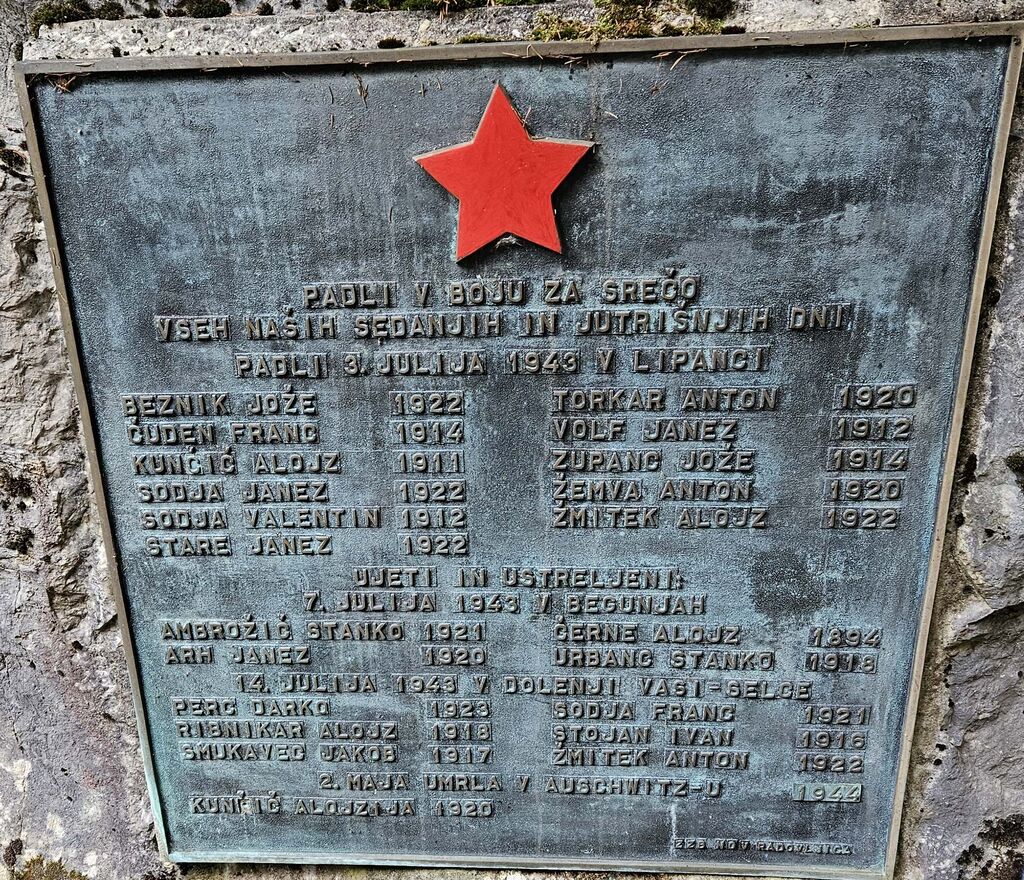 PADLI V BOJU ZA SREČO
VSEH NAŠIH SEDANJIH IN JUTRIŠNJIH DNI
PADLI 3. JULIJA 1943 V LIPANCI
BEZNIK JOŽE 1922 TORKAR ANTON 1920
ČUDEN FRANC 1914 VOLF JANEZ 1912
KUNČIČ ALOJZ 1911 ZUPANC JOŽE 1914
SODJA JANEZ 1922 ŽEMVA ANTON 1920
SODJA VALENTIN 1912 ŽMITEK ALOJZ 1922
STARE JANEZ 1922
UJETI IN USTRELJENI:
7. JULIJA 1943 V BEGUNJAH
AMBROŽIČ STANKO 1921 ČERNE ALOJZ 1894
ARH JANEZ 1920 URBANC STANKO 1918
14. JULIJA 1943 V DOLENJI VASI-SELCE
PERC DARKO 1923 SODJA FRANC 1921
RIBNIKAR ALOJZ 1918 STOJAN IVAN 1916
SMUKAVEC JAKOB 1917 ŽMITEK ANTON 1922
2. MAJA UMRLA V AUSCHWITZ-U 1944
KUNČIČ ALOJZIJA 1920
ZZB NOV RADOVLJICA